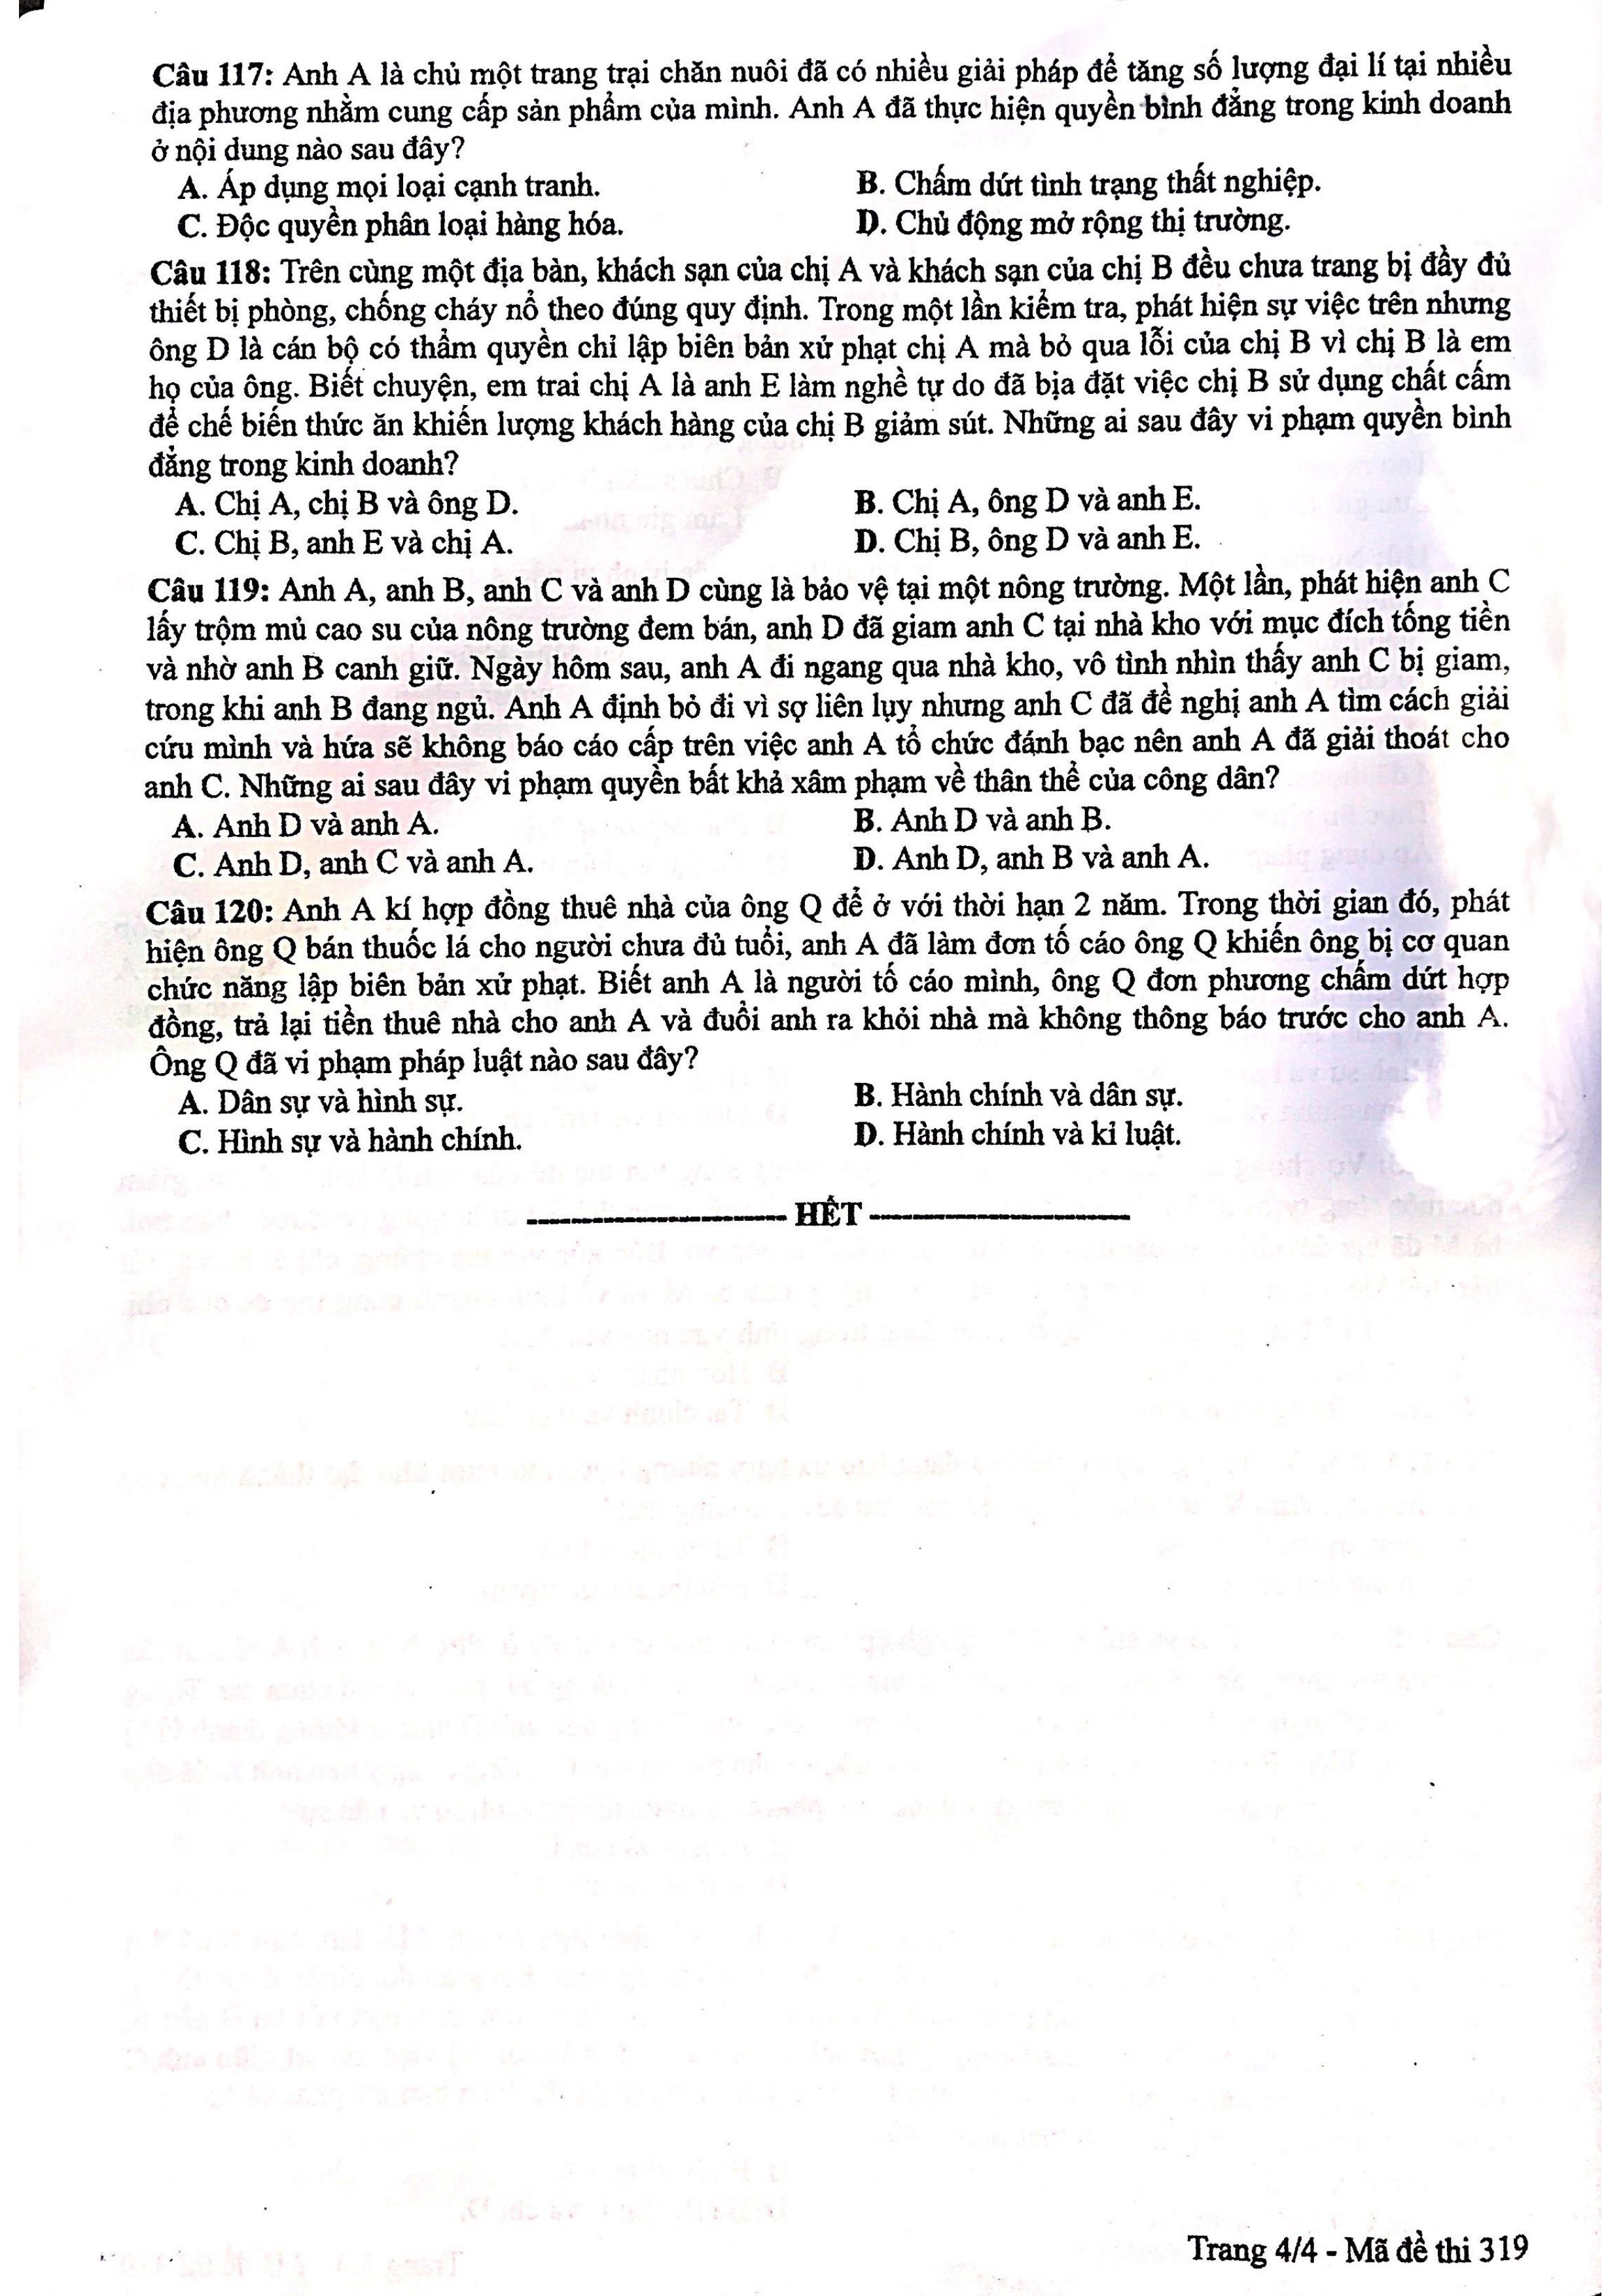 Câu 117: Anh A là chủ một trang trại chăn nuôi đã có nhiều giải pháp để tăng số lượng đại lí tại nhiều
địa phương nhằm cung cấp sản phẩm của mình. Anh A đã thực hiện quyền bình đẳng trong kinh doanh
ở nội dung nào sau đây?
A. Áp dụng mọi loại cạnh tranh. B. Chấm dứt tình trạng thất nghiệp.
C. Độc quyền phân loại hàng hóa. D. Chủ động mở rộng thị trường.
Câu 118: Trên cùng một địa bàn, khách sạn của chị A và khách sạn của chị B đều chưa trang bị đầy đủ
thiết bị phòng, chống cháy nổ theo đúng quy định. Trong một lần kiểm tra, phát hiện sự việc trên nhưng
ông D là cán bộ có thẩm quyền chỉ lập biên bản xử phạt chị A mà bỏ qua lỗi của chị B vì chị B là em
họ của ông. Biết chuyện, em trai chị A là anh E làm nghề tự do đã bịa đặt việc chị B sử dụng chất cấm
để chế biến thức ăn khiến lượng khách hàng của chị B giảm sút. Những ai sau đây vi phạm quyền bình
đẳng trong kinh doanh?
A. Chị A, chị B và ông D. B. Chị A, ông D và anh E.
C. Chị B, anh E và chị A. D. Chị B, ông D và anh E.
Câu 119: Anh A, anh B, anh C và anh D cùng là bảo vệ tại một nông trường. Một lần, phát hiện anh C
lấy trộm mủ cao su của nông trường đem bán, anh D đã giam anh C tại nhà kho với mục đích tống tiền
và nhờ anh B canh giữ. Ngày hôm sau, anh A đi ngang qua nhà kho, vô tình nhìn thấy anh C bị giam,
trong khi anh B đang ngủ. Anh A định bỏ đi vì sợ liên lụy nhưng anh C đã đề nghị anh A tìm cách giải
cứu mình và hứa sẽ không báo cáo cấp trên việc anh A tổ chức đánh bạc nên anh A đã giải thoát cho
anh C. Những ai sau đây vi phạm quyền bất khả xâm phạm về thân thể của công dân?
A. Anh D và anh A. B. Anh D và anh B.
C. Anh D, anh C và anh A. D. Anh D, anh B và anh A.
Câu 120: Anh A kí hợp đồng thuê nhà của ông Q để ở với thời hạn 2 năm. Trong thời gian đó, phát
hiện ông Q bán thuốc lá cho người chưa đủ tuổi, anh A đã làm đơn tố cáo ông Q khiến ông bị cơ quan
chức năng lập biên bản xử phạt. Biết anh A là người tố cáo mình, ông Q đơn phương chấm dứt hợp
đồng, trả lại tiền thuê nhà cho anh A và đuổi anh ra khỏi nhà mà không thông báo trước cho anh A.
Ông Q đã vi phạm pháp luật nào sau đây?
A. Dân sự và hình sự. B. Hành chính và dân sự.
C. Hình sự và hành chính. D. Hành chính và kỉ luật.
-------------------- HẾT --------------------
Trang 4/4 - Mã đề thi 319